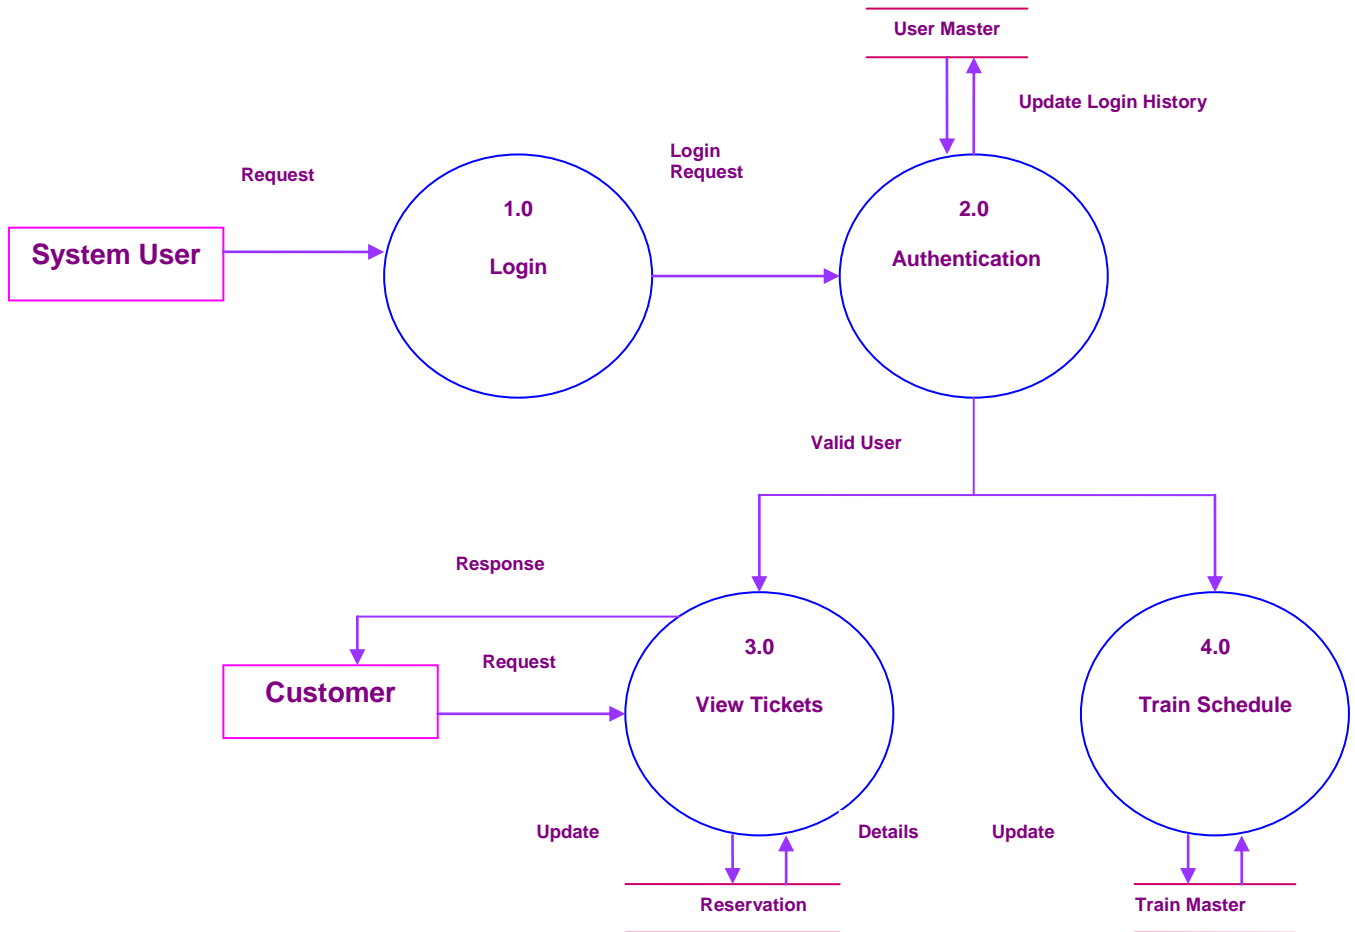 User Master
Update Login History
Login
Request
Request
1.0
2.0
System User
Login
Authentication
Valid User
Response
3.0
4.0
Request
Customer
View Tickets
Train Schedule
Update
Details
Update
Reservation
Train Master